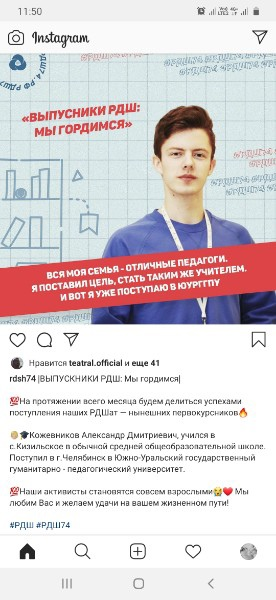 11:50
Instagram
#РДШ74
РДШ74.РФ
«ВЫПУСКНИКИ РДШ:
МЫ ГОРДИМСЯ»
ВСЯ МОЯ СЕМЬЯ - ОТЛИЧНЫЕ ПЕДАГОГИ.
Я ПОСТАВИЛ ЦЕЛЬ, СТАТЬ ТАКИМ ЖЕ УЧИТЕЛЕМ.
И ВОТ Я УЖЕ ПОСТУПАЮ В ЮУРГГПУ
Нравится teatral.official и еще 41
rdsh74 |ВЫПУСКНИКИ РДШ: Мы гордимся|
💯На протяжении всего месяца будем делиться успехами
поступления наших РДШат — нынешних первокурсников🔥
👏🏼🎓Кожевников Александр Дмитриевич, учился в
с.Кизильское в обычной средней общеобразовательной школе.
Поступил в г.Челябинск в Южно-Уральский государственный
гуманитарно - педагогический университет.
💯Наши активисты становятся совсем взрослыми😭❤️ Мы
любим Вас и желаем удачи на вашем жизненном пути!
#РДШ #РДШ74